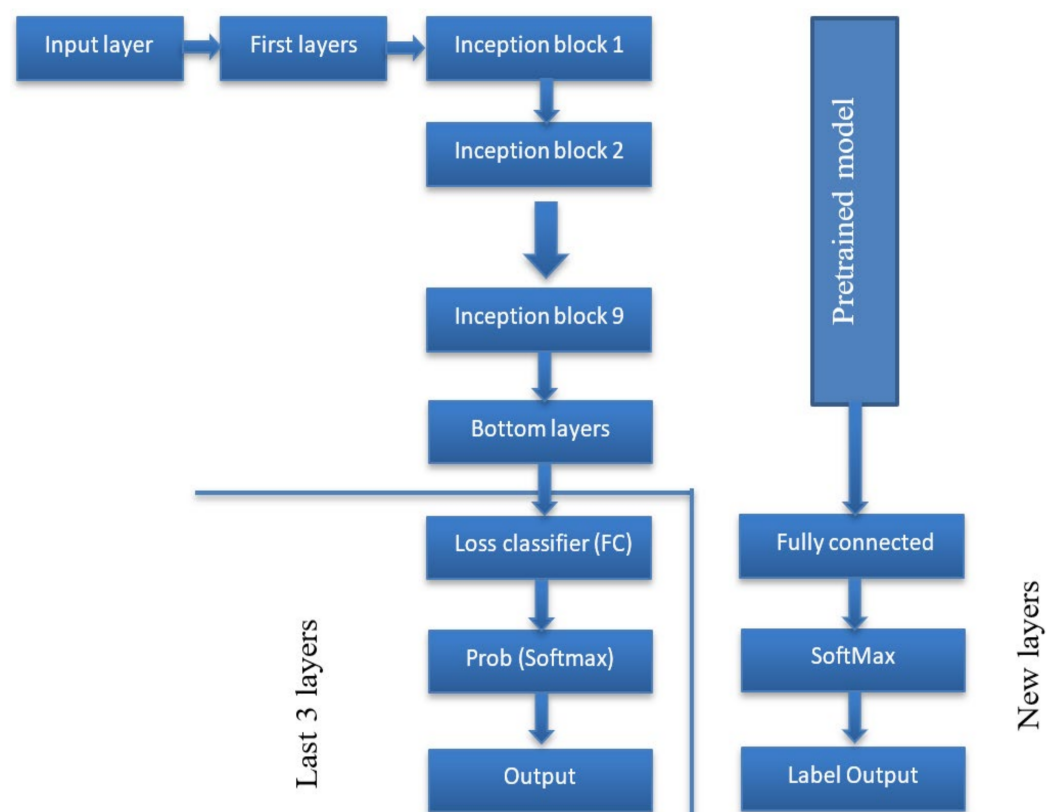 Input layer
First layers
Inception block 1
Inception block 2
Inception block 9
Bottom layers
Loss classifier (FC)
Prob (Softmax)
Output
Last 3 layers
Pretrained model
Fully connected
SoftMax
Label Output
New layers